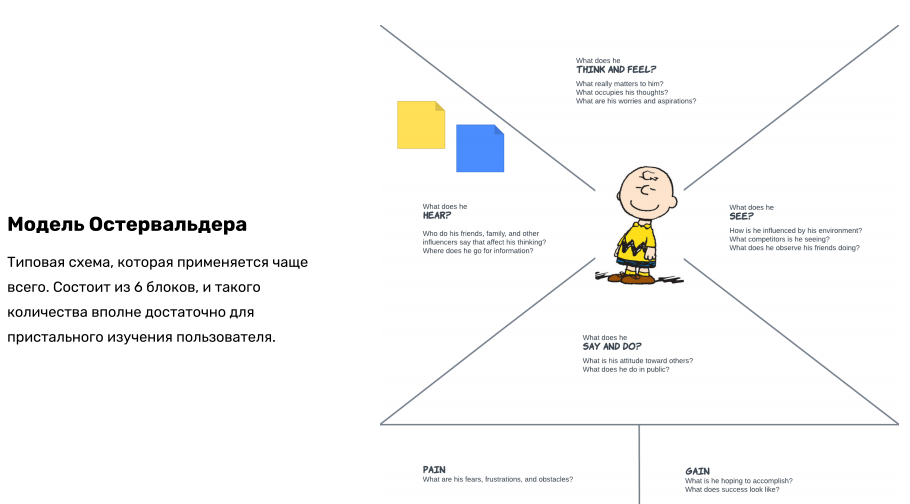 Модель Остервальдера
Типовая схема, которая применяется чаще
всего. Состоит из 6 блоков, и такого
количества вполне достаточно для
пристального изучения пользователя.
What does he
THINK AND FEEL?
What really matters to him?
What occupies his thoughts?
What are his worries and aspirations?
What does he
HEAR?
Who do his friends, family, and other
influencers say that affect his thinking?
Where does he go for information?
What does he
SEE?
How is he influenced by his environment?
What competitors is he seeing?
What does he observe his friends doing?
What does he
SAY AND DO?
What is his attitude toward others?
What does he do in public?
PAIN
What are his fears, frustrations, and obstacles?
GAIN
What is he hoping to accomplish?
What does success look like?